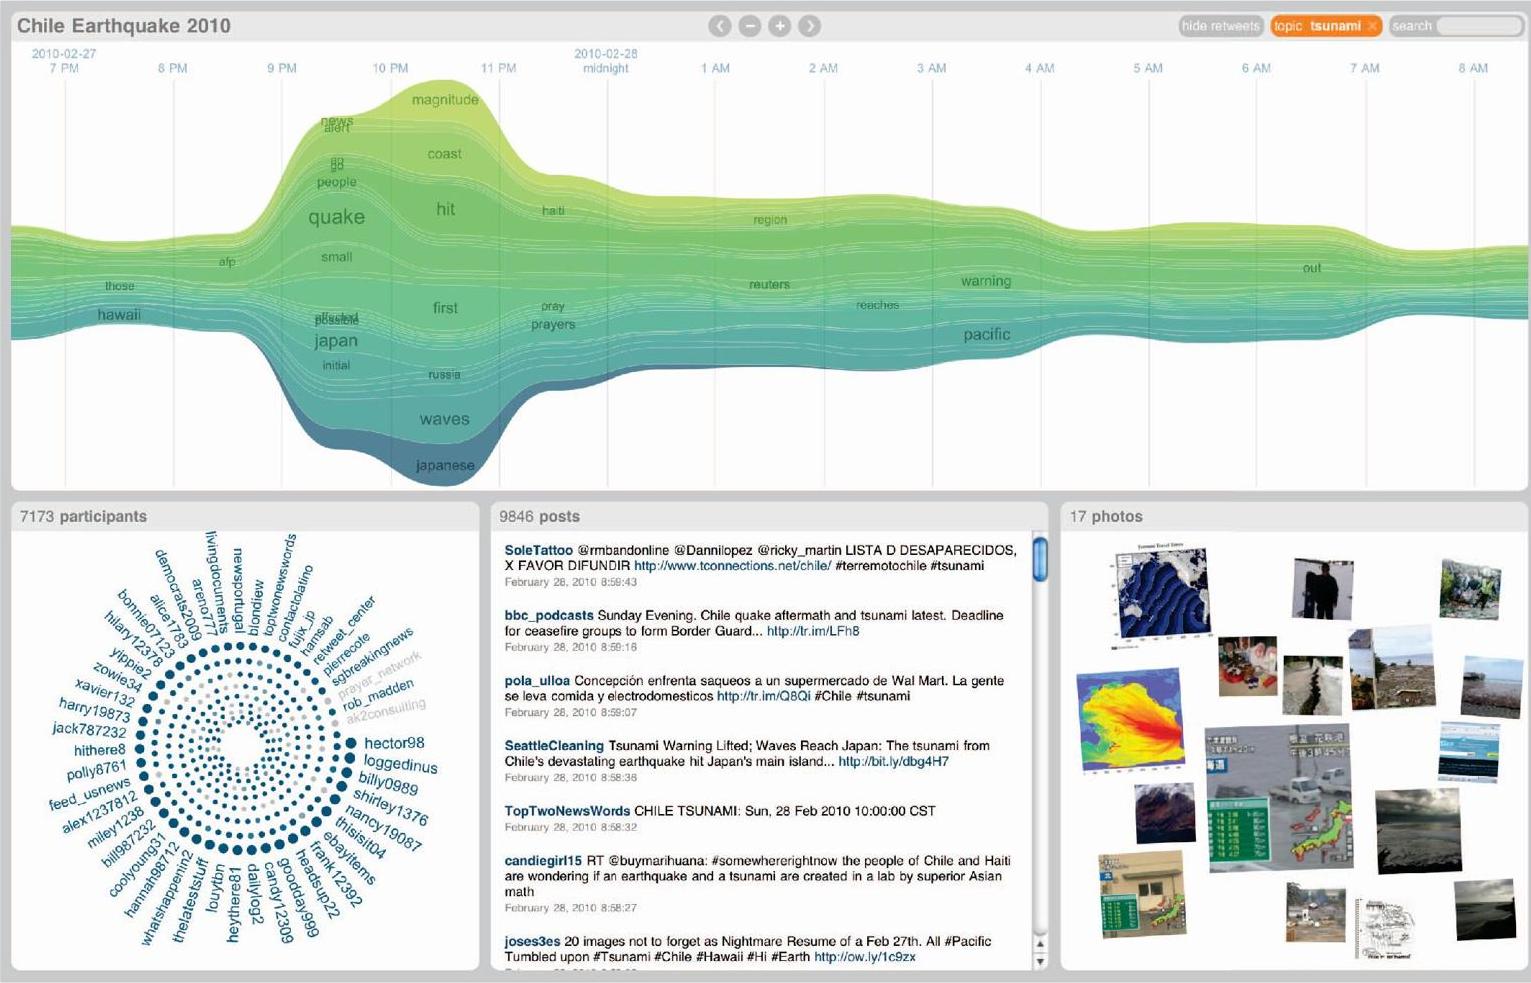 Chile Earthquake 2010
hide retweets
topic tsunami ×
search
2010-02-27
7 PM
8 PM
9 PM
10 PM
11 PM
2010-02-28
midnight
1 AM
2 AM
3 AM
4 AM
5 AM
6 AM
7 AM
8 AM
magnitude
news
alert
coast
go
people
quake
hit
haiti
region
afp
small
out
those
reuters
warning
hawaii
first
pray
reaches
affected
possible
prayers
japan
pacific
initial
russia
waves
japanese
7173 participants
livingdocuments
newsportugal
blondiew
toptwonewswords
contactolatino
fujix_jp
hamsab
retweet_center
pierrecote
sgbreakingnews
prayer_network
rob_madden
ak2consulting
hector98
loggedinus
billy0989
shirley1376
nancy19087
thisisit04
ebayitems
frank12392
headsup22
goodday999
candy12309
dailylog2
heythere81
louytbn
thelateststuff
whatshappenin2
hannah98712
coolyoung31
bill987232
miley1238
alex1237812
feed_usnews
polly8761
hithere8
jack787232
harry19873
xavier132
zowie34
yippie2
hilary12378
bonnie07123
alice1783
democrats2009
areno777
9846 posts
SoleTattoo @rmbandonline @Dannilopez @ricky_martin LISTA D DESAPARECIDOS,
X FAVOR DIFUNDIR http://www.tconnections.net/chile/ #terremotochile #tsunami
February 28, 2010 8:59:43
bbc_podcasts Sunday Evening. Chile quake aftermath and tsunami latest. Deadline
for ceasefire groups to form Border Guard... http://tr.im/LFh8
February 28, 2010 8:59:16
pola_ulloa Concepción enfrenta saqueos a un supermercado de Wal Mart. La gente
se leva comida y electrodomesticos http://tr.im/Q8Qi #Chile #tsunami
February 28, 2010 8:59:07
SeattleCleaning Tsunami Warning Lifted; Waves Reach Japan: The tsunami from
Chile's devastating earthquake hit Japan's main island... http://bit.ly/dbg4H7
February 28, 2010 8:58:36
TopTwoNewsWords CHILE TSUNAMI: Sun, 28 Feb 2010 10:00:00 CST
February 28, 2010 8:58:32
candiegirl15 RT @buymarihuana: #somewhererightnow the people of Chile and Haiti
are wondering if an earthquake and a tsunami are created in a lab by superior Asian
math
February 28, 2010 8:58:27
joses3es 20 images not to forget as Nightmare Resume of a Feb 27th. All #Pacific
Tumbled upon #Tsunami #Chile #Hawaii #Hi #Earth http://ow.ly/1c9zx
17 photos
Tsunami Travel Times